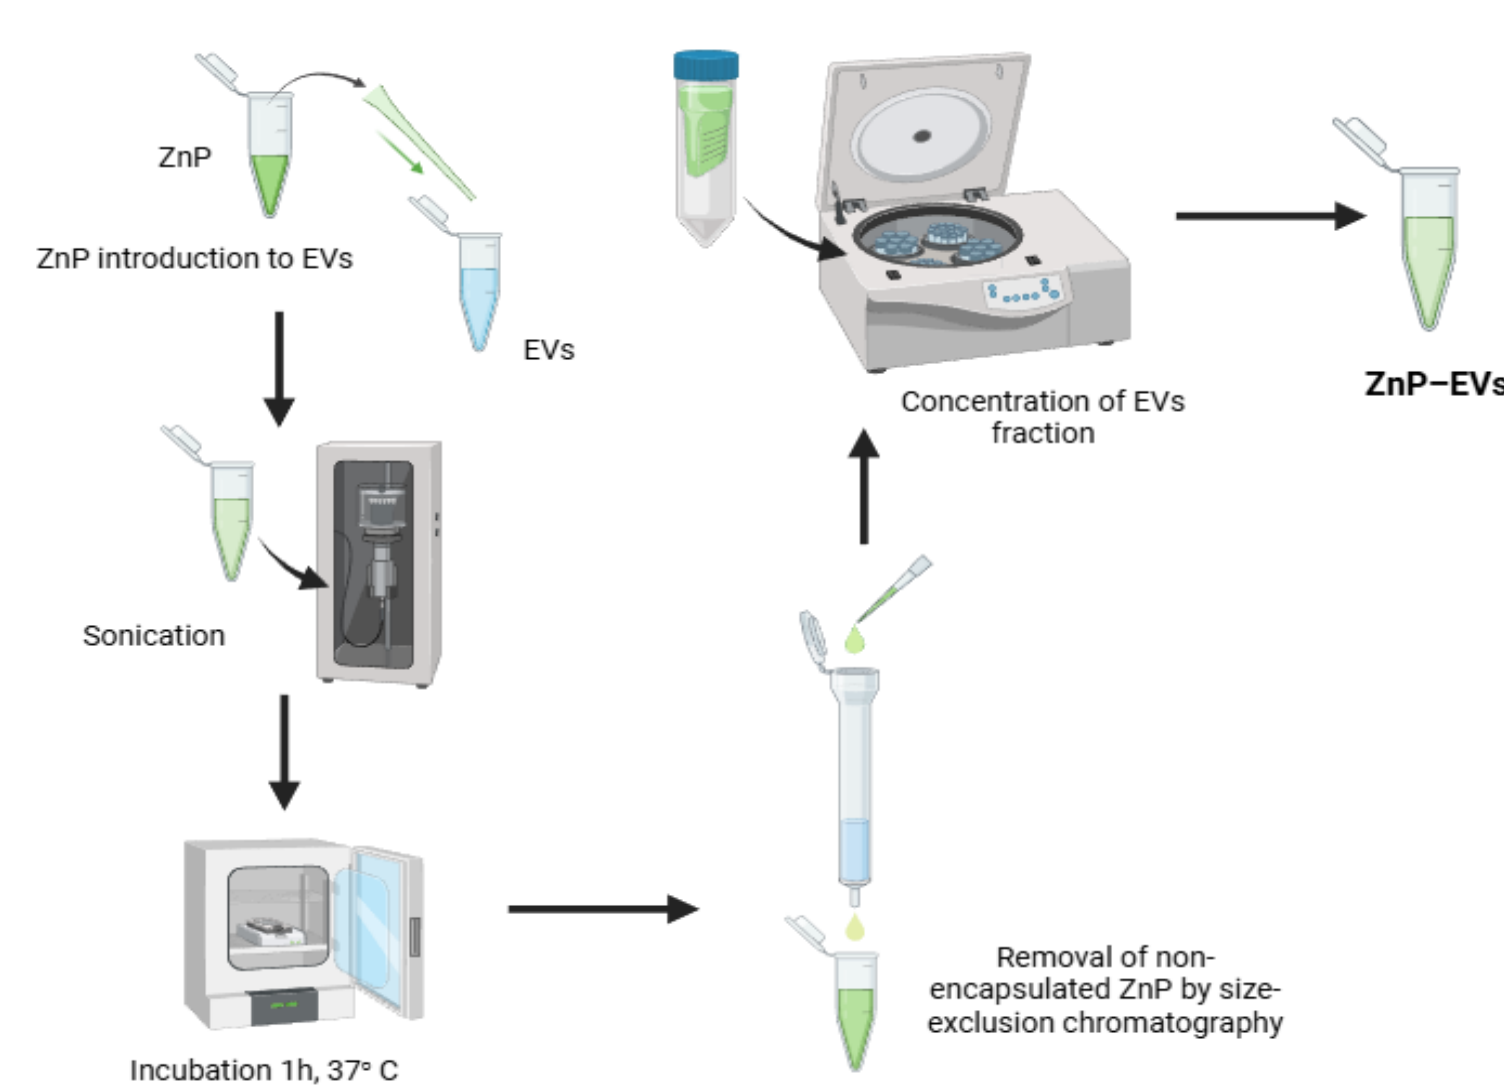 ZnP
ZnP introduction to EVs
EVs
Sonication
Incubation 1h, 37° C
Removal of non-
encapsulated ZnP by size-
exclusion chromatography
Concentration of EVs
fraction
ZnP–EVs